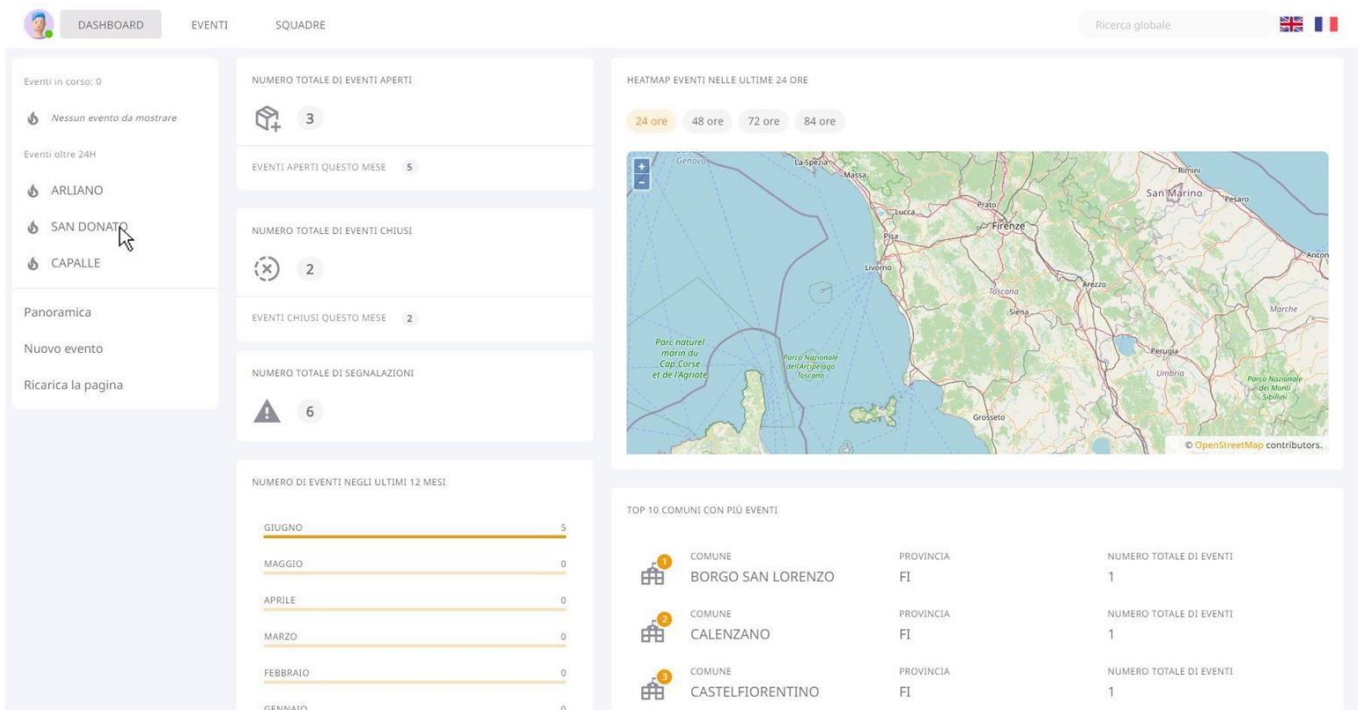 DASHBOARD
EVENTI
SQUADRE
Ricerca globale
Eventi in corso: 0
Nessun evento da mostrare
Eventi oltre 24H
ARLIANO
SAN DONATO
CAPALLE
Panoramica
Nuovo evento
Ricarica la pagina
NUMERO TOTALE DI EVENTI APERTI
3
EVENTI APERTI QUESTO MESE 5
NUMERO TOTALE DI EVENTI CHIUSI
2
EVENTI CHIUSI QUESTO MESE 2
NUMERO TOTALE DI SEGNALAZIONI
6
NUMERO DI EVENTI NEGLI ULTIMI 12 MESI
GIUGNO 5
MAGGIO 0
APRILE 0
MARZO 0
FEBBRAIO 0
GENNAIO 0
HEATMAP EVENTI NELLE ULTIME 24 ORE
24 ore 48 ore 72 ore 84 ore
+
−
Genova
La Spezia
Massa
Rimini
San Marino
Pesaro
Prato
Lucca
Firenze
Pisa
Ancon
Livorno
Arezzo
Toscana
Siena
Marche
Parc naturel
marin du
Cap Corse
et de l'Agriate
Parco Nazionale
dell'Arcipelago
Toscano
Perugia
Umbria
Parco Nazionale
dei Monti
Sibillini
Grosseto
© OpenStreetMap contributors.
TOP 10 COMUNI CON PIÙ EVENTI
1
COMUNE PROVINCIA NUMERO TOTALE DI EVENTI
BORGO SAN LORENZO FI 1
2
COMUNE PROVINCIA NUMERO TOTALE DI EVENTI
CALENZANO FI 1
3
COMUNE PROVINCIA NUMERO TOTALE DI EVENTI
CASTELFIORENTINO FI 1